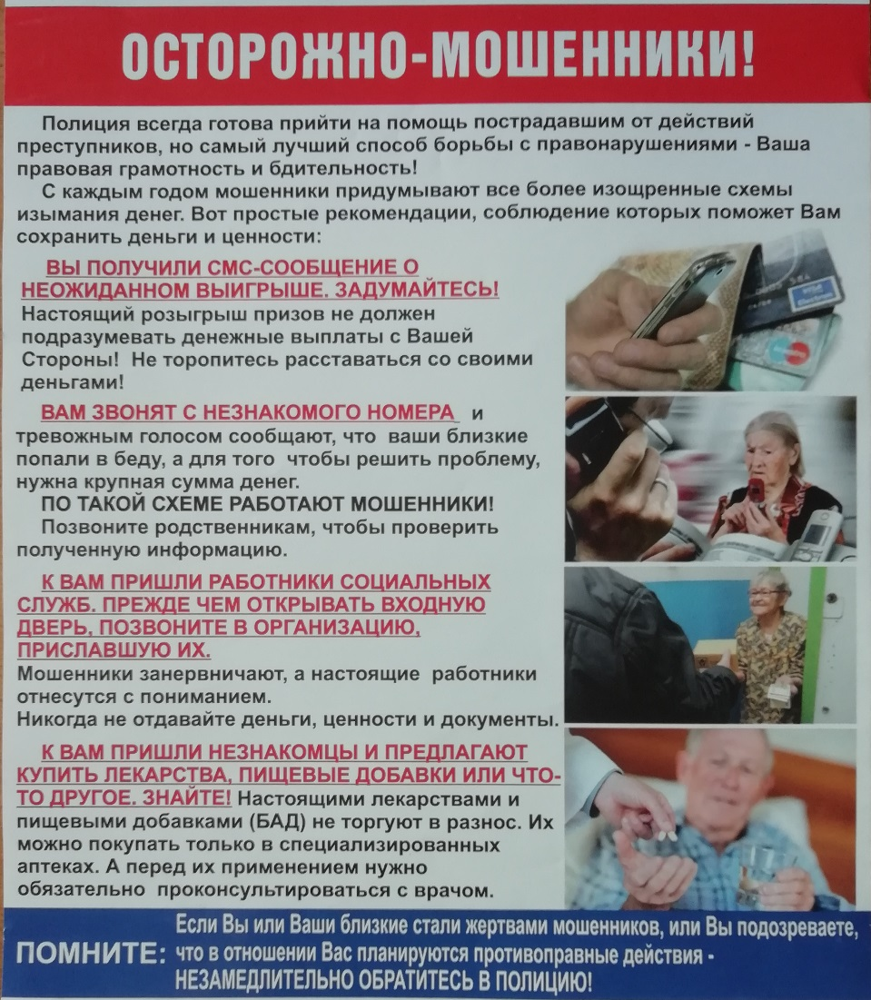 ОСТОРОЖНО-МОШЕННИКИ!
Полиция всегда готова прийти на помощь пострадавшим от действий
преступников, но самый лучший способ борьбы с правонарушениями - Ваша
правовая грамотность и бдительность!
С каждым годом мошенники придумывают все более изощренные схемы
изымания денег. Вот простые рекомендации, соблюдение которых поможет Вам
сохранить деньги и ценности:
ВЫ ПОЛУЧИЛИ СМС-СООБЩЕНИЕ О
НЕОЖИДАННОМ ВЫИГРЫШЕ. ЗАДУМАЙТЕСЬ!
Настоящий розыгрыш призов не должен
подразумевать денежные выплаты с Вашей
Стороны! Не торопитесь расставаться со своими
деньгами!
ВАМ ЗВОНЯТ С НЕЗНАКОМОГО НОМЕРА и
тревожным голосом сообщают, что ваши близкие
попали в беду, а для того чтобы решить проблему,
нужна крупная сумма денег.
ПО ТАКОЙ СХЕМЕ РАБОТАЮТ МОШЕННИКИ!
Позвоните родственникам, чтобы проверить
полученную информацию.
К ВАМ ПРИШЛИ РАБОТНИКИ СОЦИАЛЬНЫХ
СЛУЖБ. ПРЕЖДЕ ЧЕМ ОТКРЫВАТЬ ВХОДНУЮ
ДВЕРЬ, ПОЗВОНИТЕ В ОРГАНИЗАЦИЮ,
ПРИСЛАВШУЮ ИХ.
Мошенники занервничают, а настоящие работники
отнесутся с пониманием.
Никогда не отдавайте деньги, ценности и документы.
К ВАМ ПРИШЛИ НЕЗНАКОМЦЫ И ПРЕДЛАГАЮТ
КУПИТЬ ЛЕКАРСТВА, ПИЩЕВЫЕ ДОБАВКИ ИЛИ ЧТО-
ТО ДРУГОЕ. ЗНАЙТЕ! Настоящими лекарствами и
пищевыми добавками (БАД) не торгуют в разнос. Их
можно покупать только в специализированных
аптеках. А перед их применением нужно
обязательно проконсультироваться с врачом.
ПОМНИТЕ:
Если Вы или Ваши близкие стали жертвами мошенников, или Вы подозреваете,
что в отношении Вас планируются противоправные действия -
НЕЗАМЕДЛИТЕЛЬНО ОБРАТИТЕСЬ В ПОЛИЦИЮ!